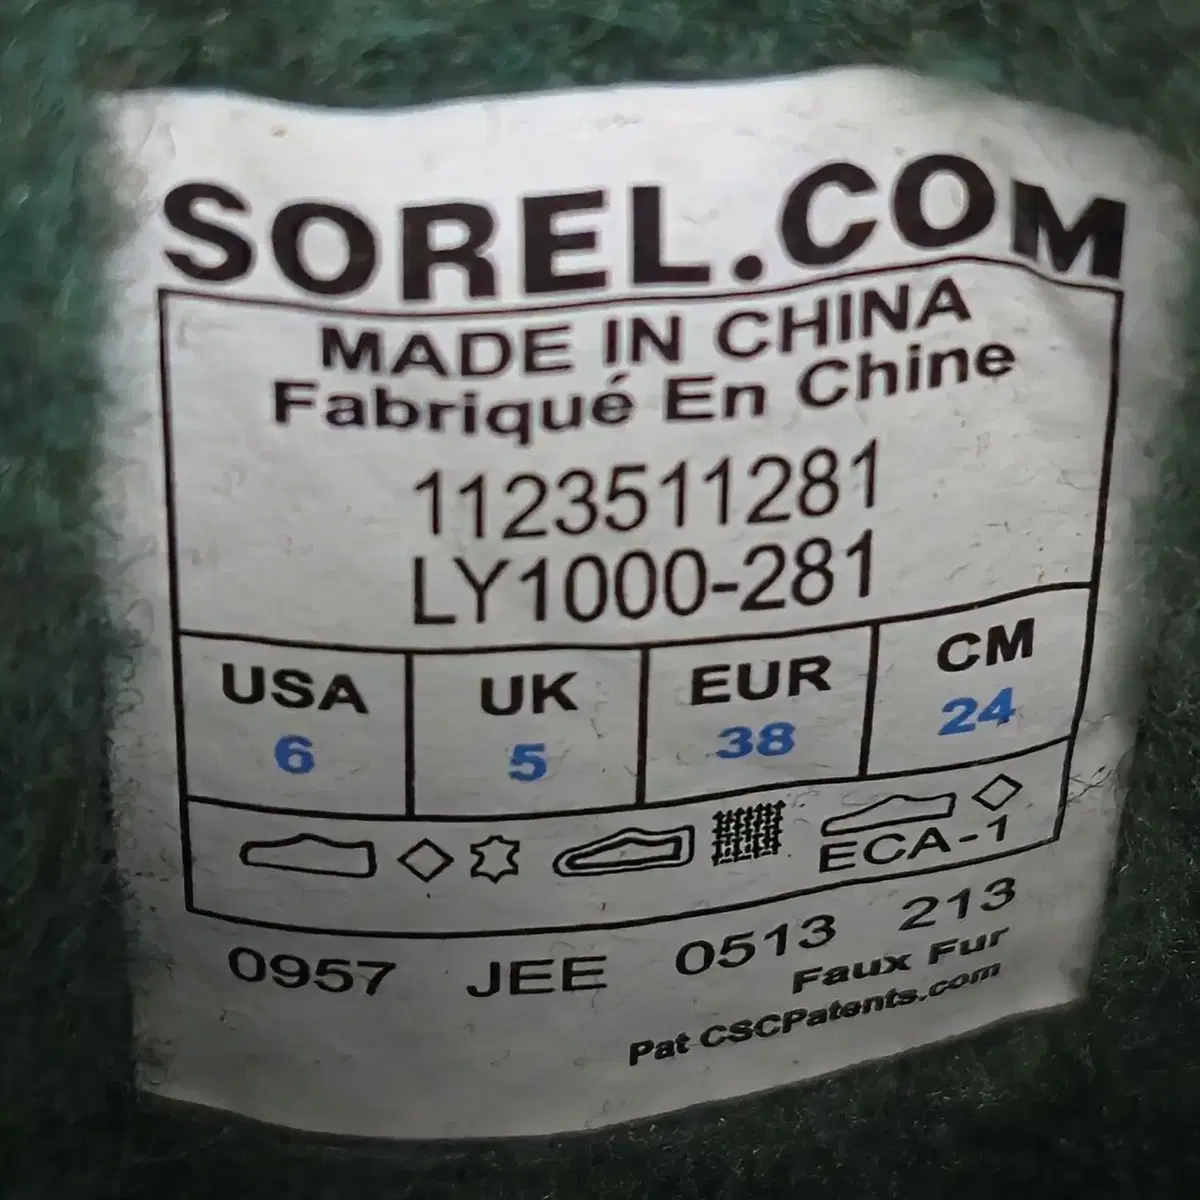 SOREL.COM
MADE IN CHINA
Fabriqué En Chine
1123511281
LY1000-281
USA UK EUR CM
6 5 38 24
ECA-1
0957 JEE 0513 213
Faux Fur
Pat CSCPatents.com